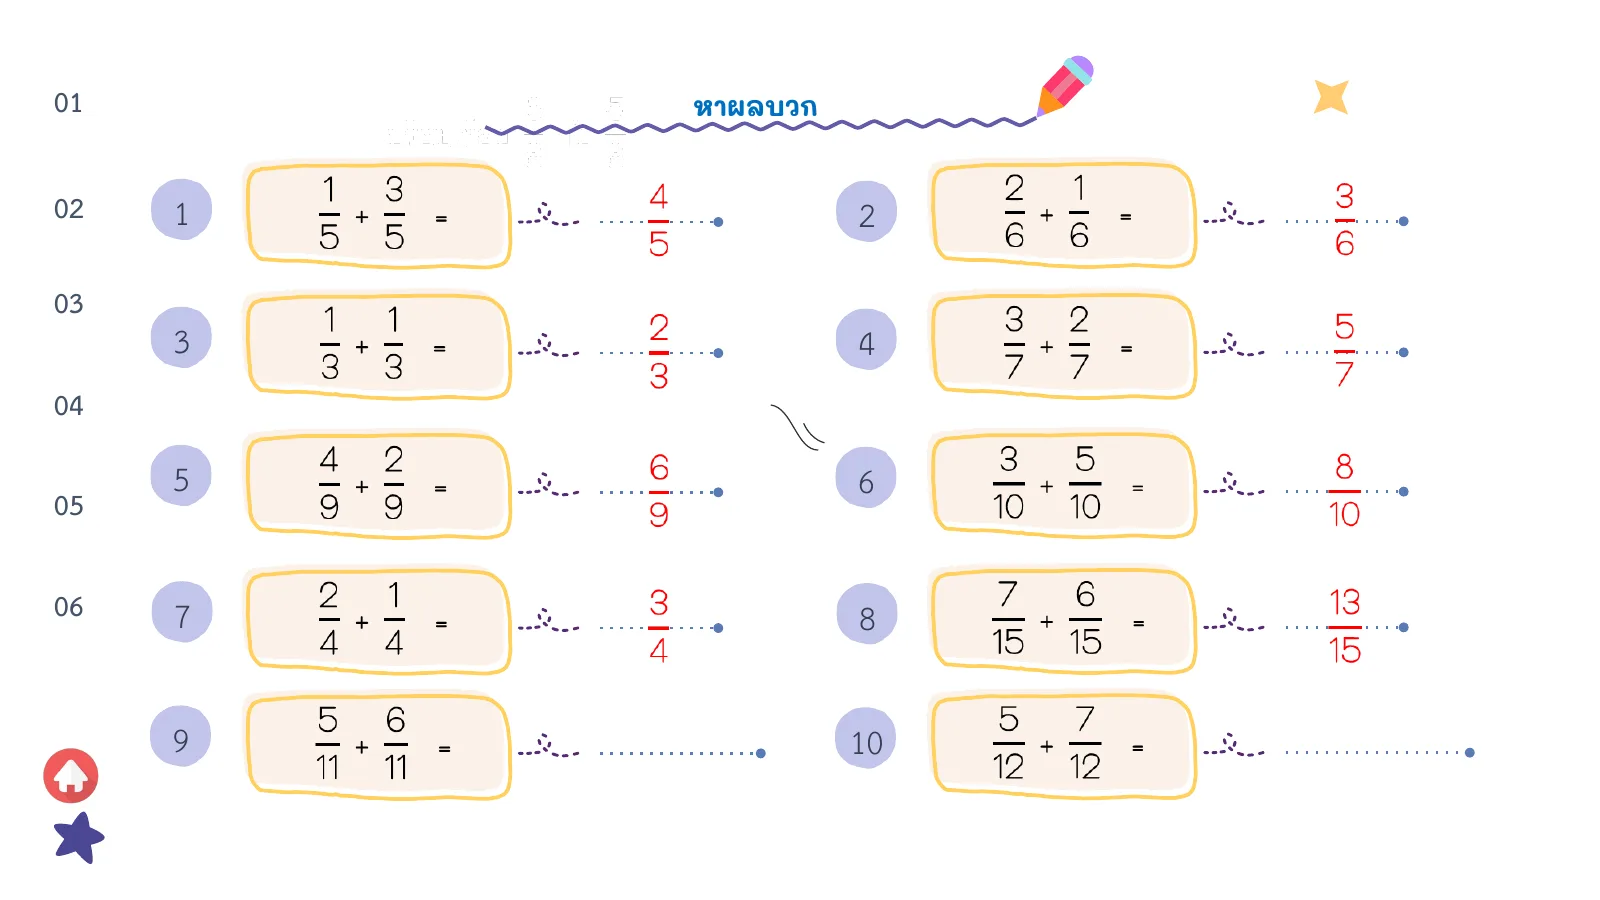 หาผลบวก
01
02
03
04
05
06
1
1/5 + 3/5 =
4/5
2
2/6 + 1/6 =
3/6
3
1/3 + 1/3 =
2/3
4
3/7 + 2/7 =
5/7
5
4/9 + 2/9 =
6/9
6
3/10 + 5/10 =
8/10
7
2/4 + 1/4 =
3/4
8
7/15 + 6/15 =
13/15
9
5/11 + 6/11 =
10
5/12 + 7/12 =